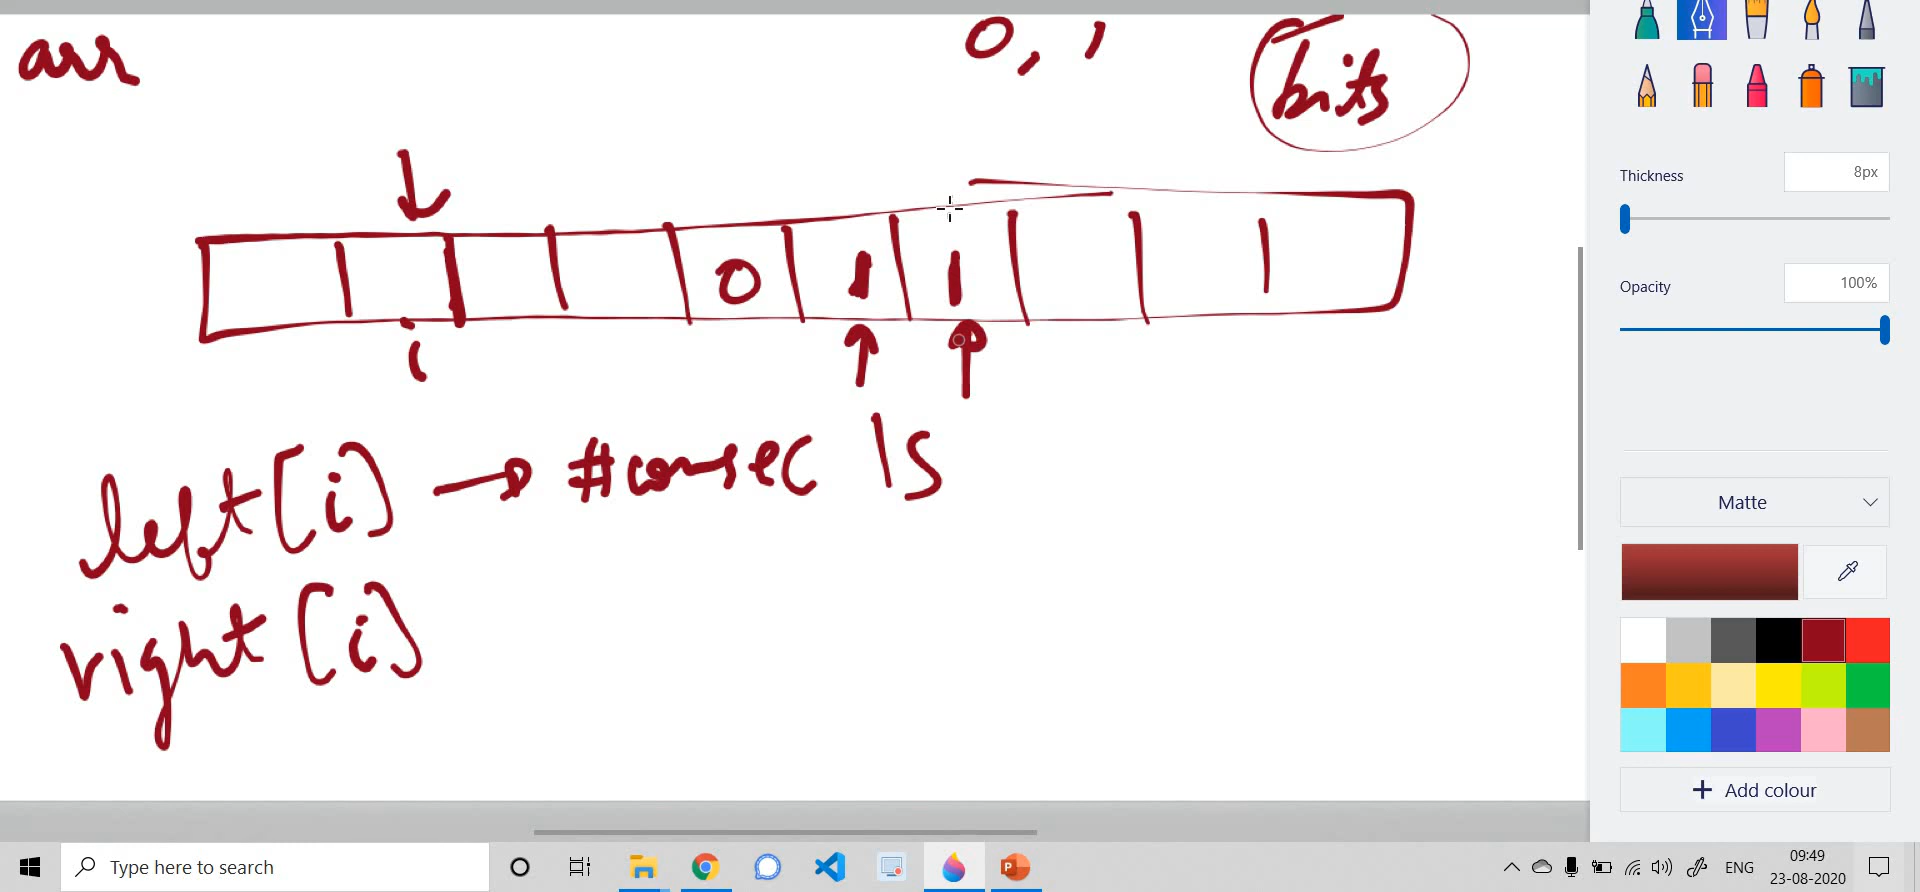 arr
0, 1
bits
0 1 1
i
left[i] → #consec 1s
right[i]
Thickness
8px
Opacity
100%
Matte
+ Add colour
Type here to search
ENG
09:49
23-08-2020